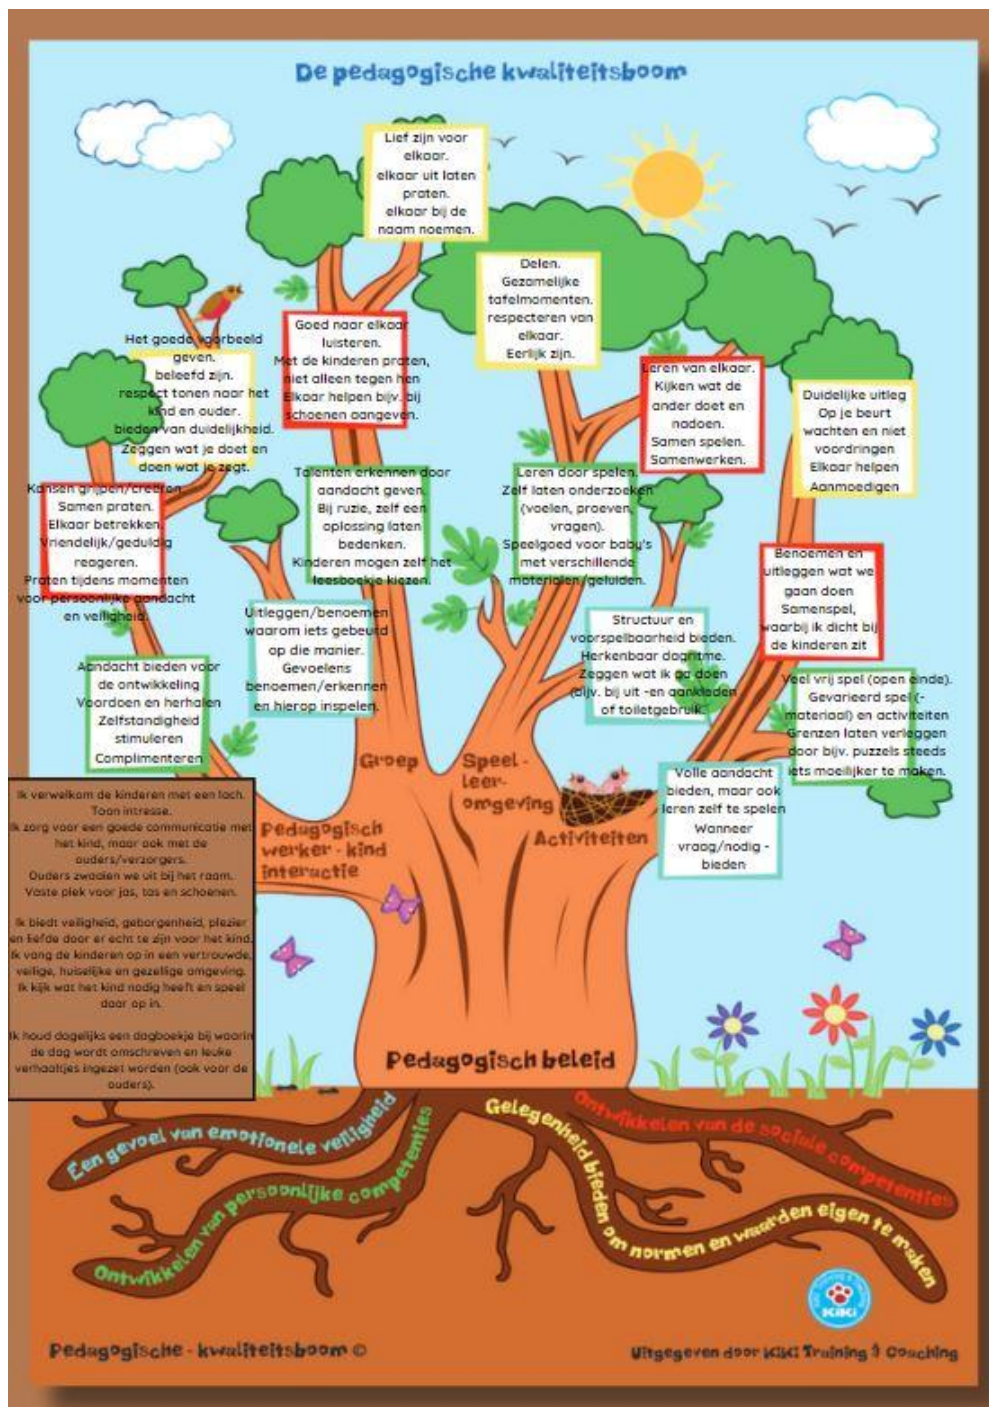 De pedagogische kwaliteitsboom
Lief zijn voor
elkaar.
elkaar uit laten
praten.
elkaar bij de
naam noemen.
Delen.
Gezamelijke
tafelmomenten.
respecteren van
elkaar.
Eerlijk zijn.
Het goede voorbeeld
geven.
beleefd zijn.
respect tonen naar het
kind en ouder.
bieden van duidelijkheid.
Zeggen wat je doet en
doen wat je zegt.
Goed naar elkaar
luisteren.
Met de kinderen praten,
niet alleen tegen hen
Elkaar helpen bijv. bij
schoenen aangeven.
Leren van elkaar.
Kijken wat de
ander doet en
nadoen.
Samen spelen.
Samenwerken.
Duidelijke uitleg
Op je beurt
wachten en niet
voordringen
Elkaar helpen
Aanmoedigen
Kansen grijpen/creëren
Samen praten.
Elkaar betrekken.
Vriendelijk/geduldig
reageren.
Praten tijdens momenten
voor persoonlijke aandacht
en veiligheid.
Talenten erkennen door
aandacht geven.
Bij ruzie, zelf een
oplossing laten
bedenken.
Kinderen mogen zelf het
leesboekje kiezen.
Leren door spelen.
Zelf laten onderzoeken
(voelen, proeven,
vragen).
Speelgoed voor baby's
met verschillende
materialen/geluiden.
Benoemen en
uitleggen wat we
gaan doen
Samenspel,
waarbij ik dicht bij
de kinderen zit
Uitleggen/benoemen
waarom iets gebeurd
op die manier.
Gevoelens
benoemen/erkennen
en hierop inspelen.
Structuur en
voorspelbaarheid bieden.
Herkenbaar dagritme.
Zeggen wat ik ga doen
(bijv. bij uit -en aankleden
of toiletgebruik.
Aandacht bieden voor
de ontwikkeling
Voordoen en herhalen
Zelfstandigheid
stimuleren
Complimenteren
Veel vrij spel (open einde).
Gevarieerd spel (-
materiaal) en activiteiten
Grenzen laten verleggen
door bijv. puzzels steeds
iets moeilijker te maken.
Volle aandacht
bieden, maar ook
leren zelf te spelen
Wanneer
vraag/nodig -
bieden
Groep
Speel -
leer-
omgeving
Activiteiten
Pedagogisch
werker - kind
interactie
Ik verwelkom de kinderen met een lach.
Toon intresse.
Ik zorg voor een goede communicatie met
het kind, maar ook met de
ouders/verzorgers.
Ouders zwaaien we uit bij het raam.
Vaste plek voor jas, tas en schoenen.
Ik biedt veiligheid, geborgenheid, plezier
en liefde door er echt te zijn voor het kind.
Ik vang de kinderen op in een vertrouwde,
veilige, huiselijke en gezellige omgeving.
Ik kijk wat het kind nodig heeft en speel
daar op in.
Ik houd dagelijks een dagboekje bij waarin
de dag wordt omschreven en leuke
verhaaltjes ingezet worden (ook voor de
ouders).
Pedagogisch beleid
Een gevoel van emotionele veiligheid
Ontwikkelen van persoonlijke competenties
Gelegenheid bieden om normen en waarden eigen te maken
Ontwikkelen van de sociale competenties
KiKi
Pedagogische - kwaliteitsboom ©
Uitgegeven door KiKi Training & Coaching